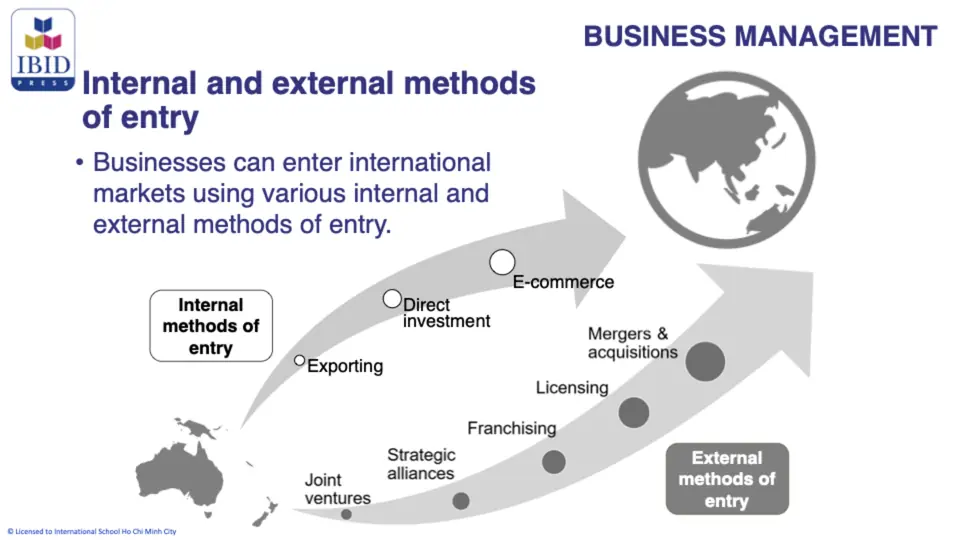 IBID
PRESS
BUSINESS MANAGEMENT
Internal and external methods
of entry
• Businesses can enter international
markets using various internal and
external methods of entry.
Internal
methods of
entry
E-commerce
Direct
investment
Exporting
Mergers &
acquisitions
Licensing
Franchising
Strategic
alliances
Joint
ventures
External
methods of
entry
© Licensed to International School Ho Chi Minh City